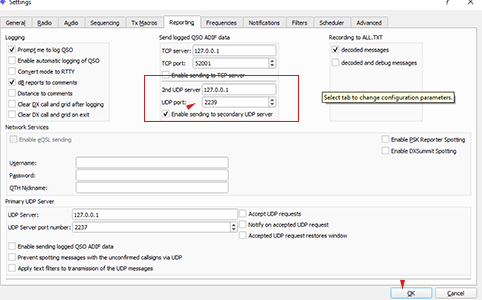 Settings
General Radio Audio Sequencing Tx Macros Reporting Frequencies Notifications Filters Scheduler Advanced
Logging
Prompt me to log QSO
Enable automatic logging of QSO
Convert mode to RTTY
dB reports to comments
Distance to comments
Clear DX call and grid after logging
Clear DX call and grid on exit
Send logged QSO ADIF data
TCP server: 127.0.0.1
TCP port: 52001
Enable sending to TCP server
2nd UDP server 127.0.0.1
UDP port: 2239
Enable sending to secondary UDP server
Recording to ALL.TXT
decoded messages
decoded and debug messages
Select tab to change configuration parameters.
Network Services
Enable eQSL sending
Username:
Password:
QTH Nickname:
Enable PSK Reporter Spotting
Enable DXSummit Spotting
Primary UDP Server
UDP Server: 127.0.0.1
UDP Server port number: 2237
Accept UDP requests
Notify on accepted UDP request
Accepted UDP request restores window
Enable sending logged QSO ADIF data
Prevent spotting messages with the unconfirmed callsigns via UDP
Apply text filters to transmission of the UDP messages
OK Cancel